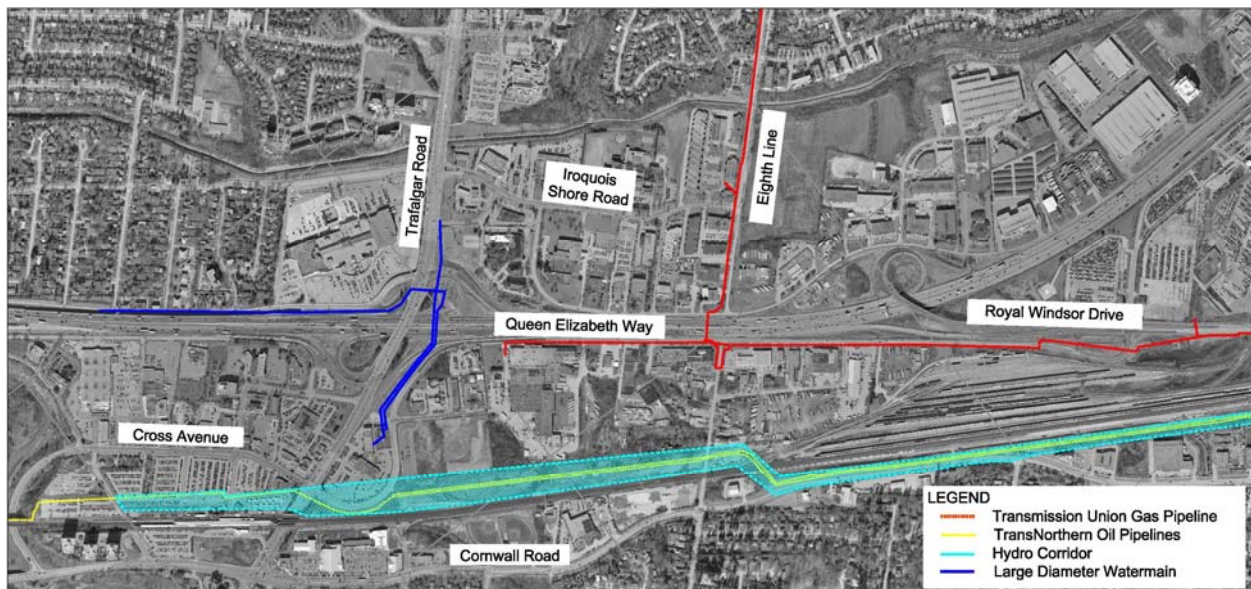 Trafalgar Road
Iroquois
Shore Road
Eighth Line
Queen Elizabeth Way
Royal Windsor Drive
Cross Avenue
Cornwall Road
LEGEND
Transmission Union Gas Pipeline
TransNorthern Oil Pipelines
Hydro Corridor
Large Diameter Watermain